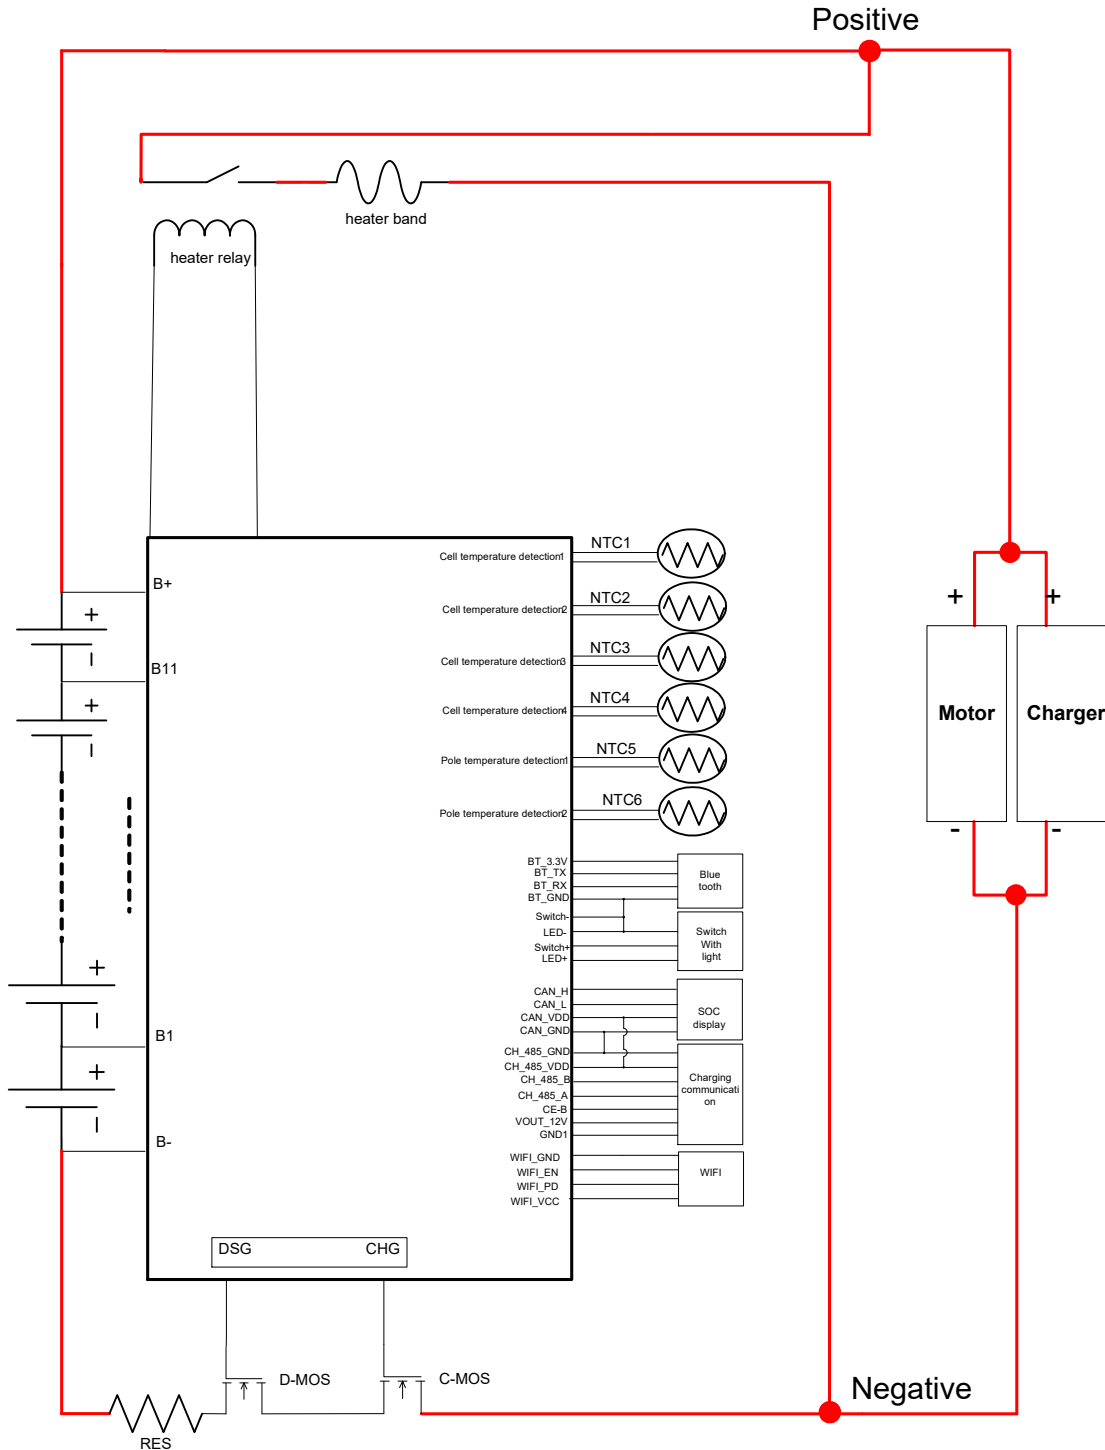 Positive
heater band
heater relay
NTC1
Cell temperature detection1
B+
NTC2
Cell temperature detection2
+
-
+
+
NTC3
Cell temperature detection3
B11
NTC4
Cell temperature detection4
+
-
Motor
Charger
NTC5
Pole temperature detection1
NTC6
Pole temperature detection2
-
-
BT_3.3V
BT_TX
BT_RX
BT_GND
Blue
tooth
Switch-
LED-
Switch+
LED+
Switch
With
light
+
-
CAN_H
CAN_L
CAN_VDD
CAN_GND
SOC
display
B1
CH_485_GND
CH_485_VDD
CH_485_B
CH_485_A
CE-B
VOUT_12V
GND1
Charging
communicati
on
+
-
B-
WIFI_GND
WIFI_EN
WIFI_PD
WIFI_VCC
WIFI
DSG
CHG
D-MOS
C-MOS
Negative
RES